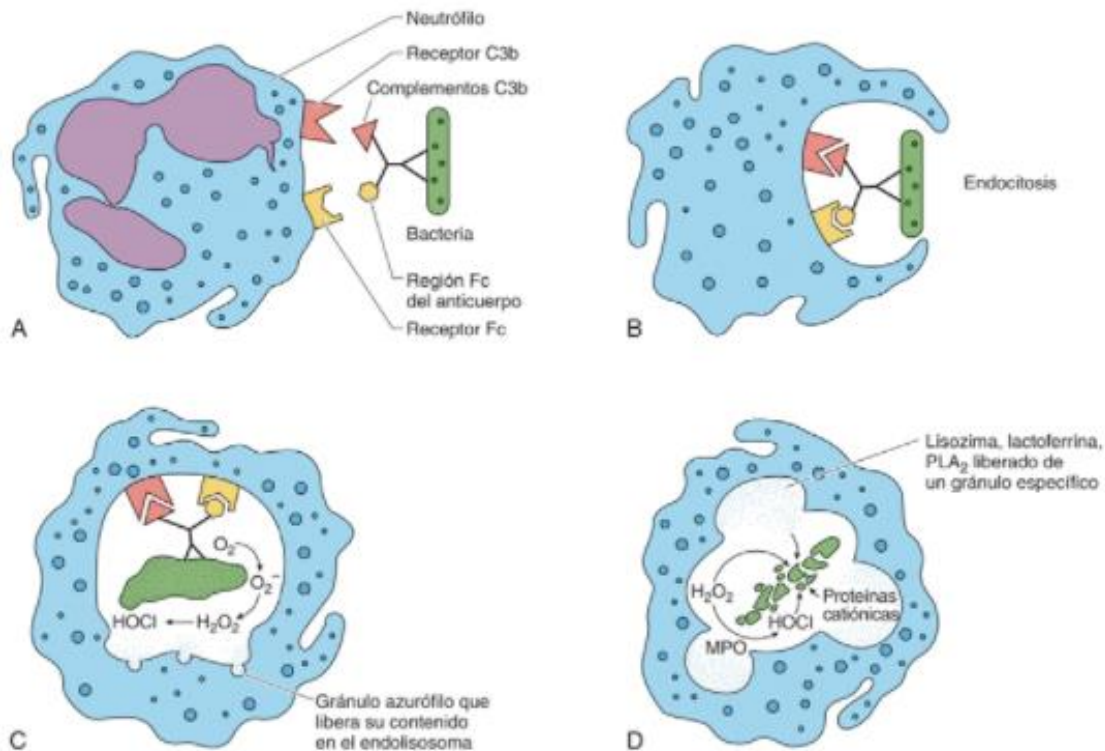 Neutrófilo
Receptor C3b
Complementos C3b
Bacteria
Región Fc
del anticuerpo
Receptor Fc
A
Endocitosis
B
O₂
O₂⁻
HOCl
H₂O₂
Gránulo azurófilo que
libera su contenido
en el endolisosoma
C
Lisozima, lactoferrina,
PLA₂ liberado de
un gránulo específico
H₂O₂
Proteínas
catiónicas
HOCl
MPO
D